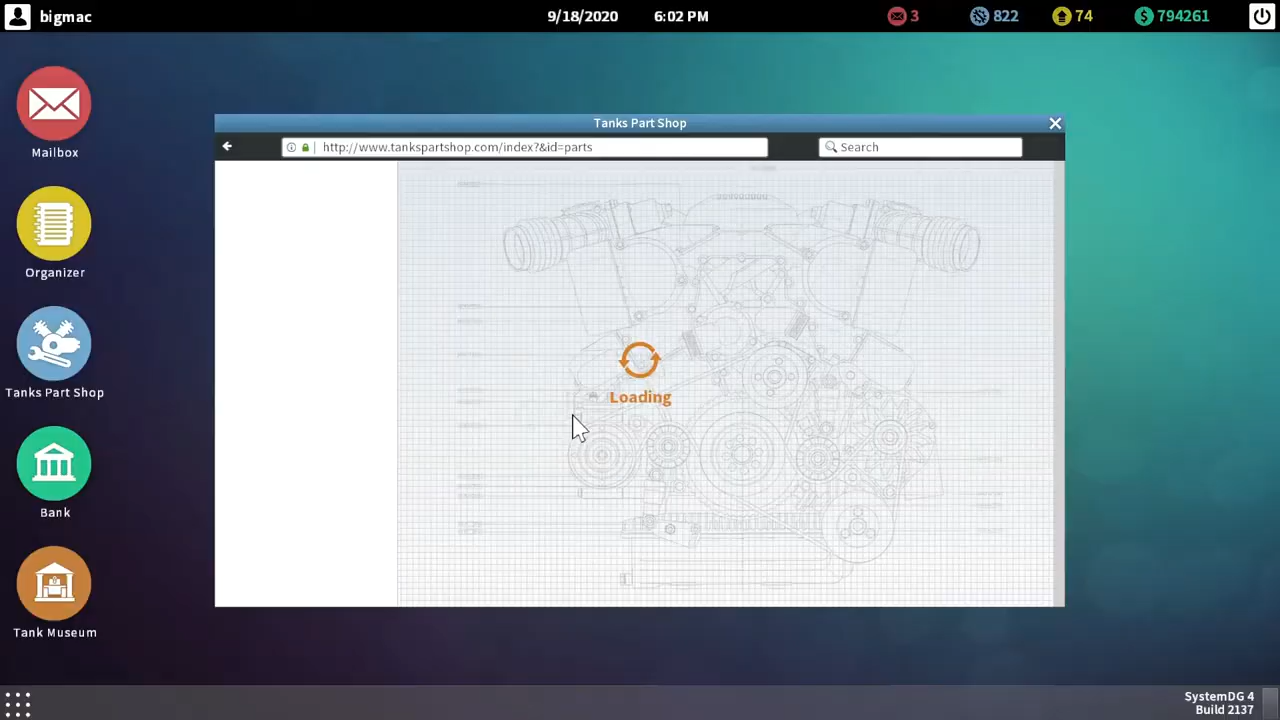 bigmac
9/18/2020 6:02 PM
3 822 74 794261
Mailbox
Organizer
Tanks Part Shop
Bank
Tank Museum
Tanks Part Shop
http://www.tankspartshop.com/index?&id=parts
Search
Loading
SystemDG 4
Build 2137